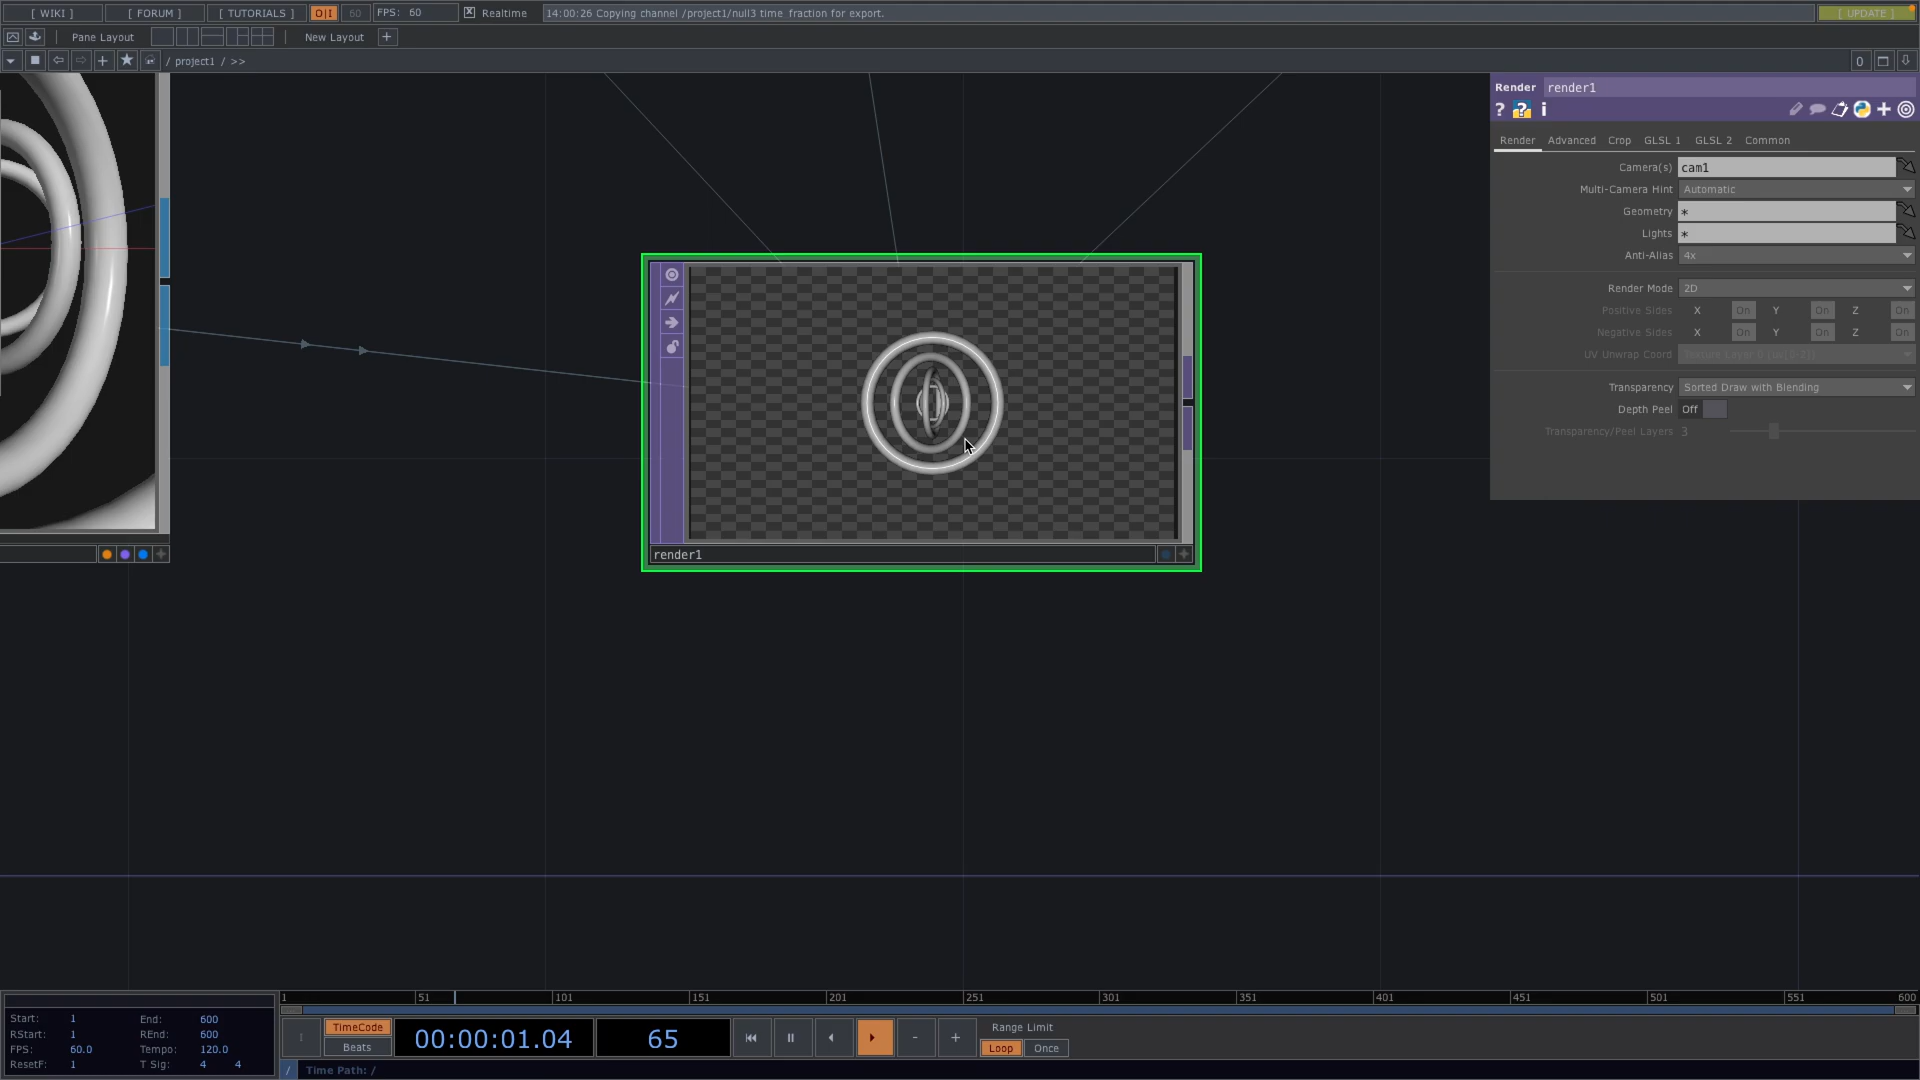 [ WIKI ] [ FORUM ] [ TUTORIALS ] O|I 60 FPS: 60 Realtime 14:00:26 Copying channel /project1/null3 time_fraction for export. [ UPDATE ]
Pane Layout New Layout +
/ project1 / >> 0
Render render1
? ? i
Render Advanced Crop GLSL 1 GLSL 2 Common
Camera(s) cam1
Multi-Camera Hint Automatic
Geometry *
Lights *
Anti-Alias 4x
Render Mode 2D
Positive Sides X On Y On Z On
Negative Sides X On Y On Z On
UV Unwrap Coord Texture Layer 0 (uv[0-2])
Transparency Sorted Draw with Blending
Depth Peel Off
Transparency/Peel Layers 3
render1
1 51 101 151 201 251 301 351 401 451 501 551 600
Start: 1 End: 600
RStart: 1 REnd: 600
FPS: 60.0 Tempo: 120.0
ResetF: 1 T Sig: 4 4
TimeCode
Beats
00:00:01.04 65 - +
Range Limit
Loop Once
/ Time Path: /